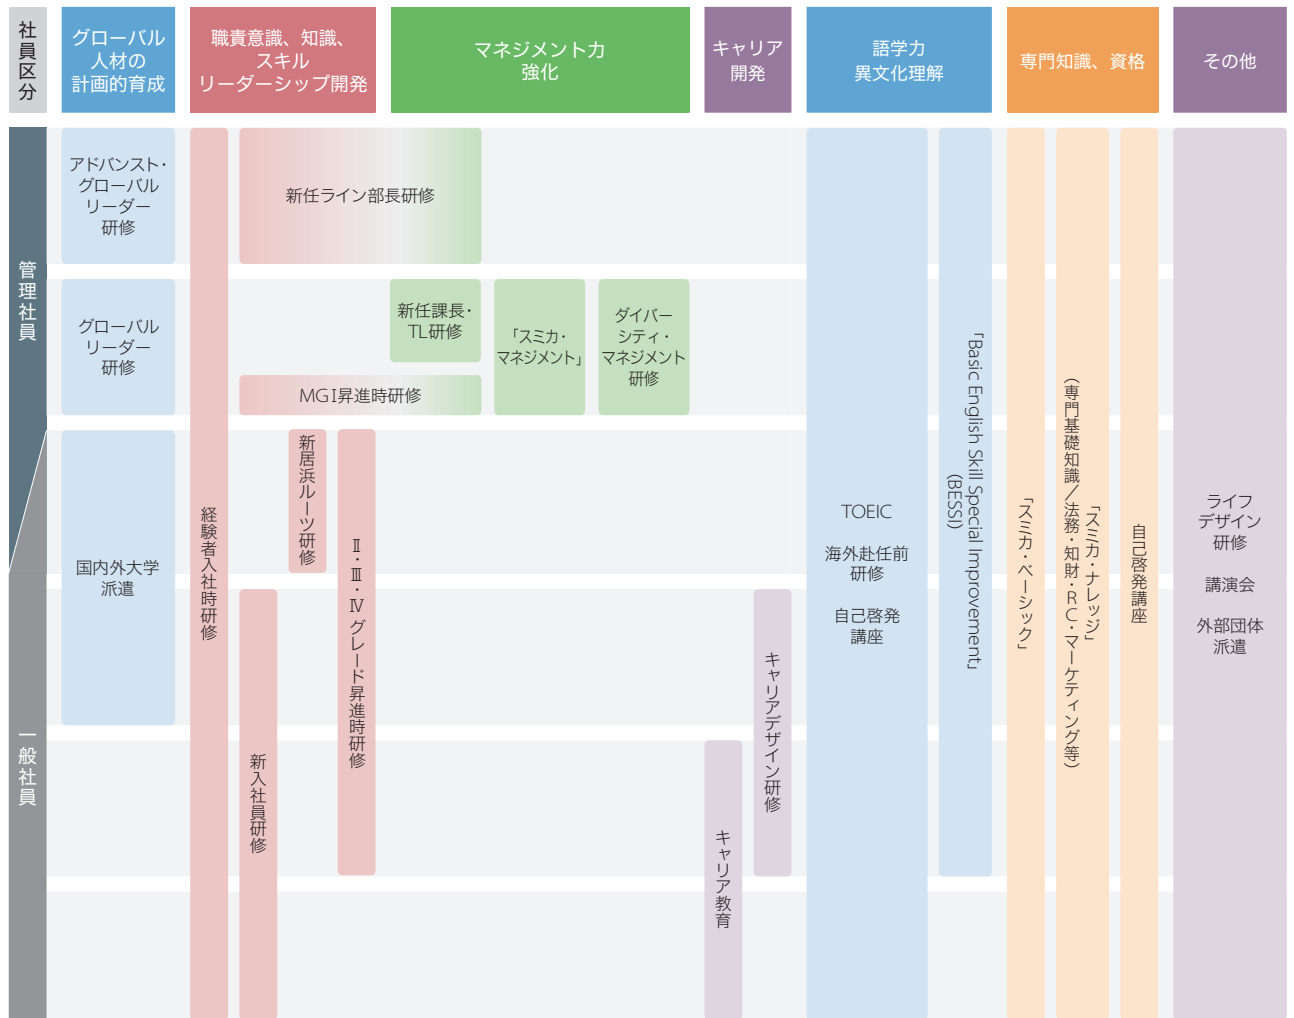 社員区分
グローバル
人材の
計画的育成
職責意識、知識、
スキル
リーダーシップ開発
マネジメント力
強化
キャリア
開発
語学力
異文化理解
専門知識、資格
その他
管理社員
一般社員
アドバンスト・
グローバル
リーダー
研修
グローバル
リーダー
研修
国内外大学
派遣
経験者入社時研修
新任ライン部長研修
新任課長・
TL研修
「スミカ・
マネジメント」
ダイバー
シティ・
マネジメント
研修
MGⅠ昇進時研修
新居浜ルーツ研修
Ⅱ・Ⅲ・Ⅳグレード昇進時研修
新入社員研修
キャリア教育
キャリアデザイン研修
TOEIC
海外赴任前
研修
自己啓発
講座
「Basic English Skill Special Improvement」
(BESSI)
「スミカ・ベーシック」
「スミカ・ナレッジ」
（専門基礎知識／法務・知財・RC・マーケティング等）
自己啓発講座
ライフ
デザイン
研修
講演会
外部団体
派遣